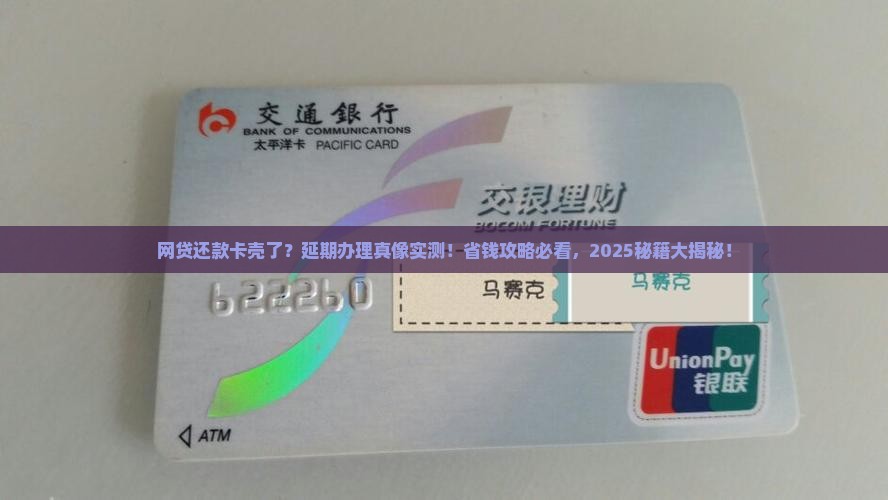 交通銀行
BANK OF COMMUNICATIONS
太平洋卡 PACIFIC CARD
交银理财
BOCOM FORTUNE
网贷还款卡壳了？延期办理真像实测！省钱攻略必看，2025秘籍大揭秘！
622260
马赛克
马赛克
UnionPay
银联
ATM